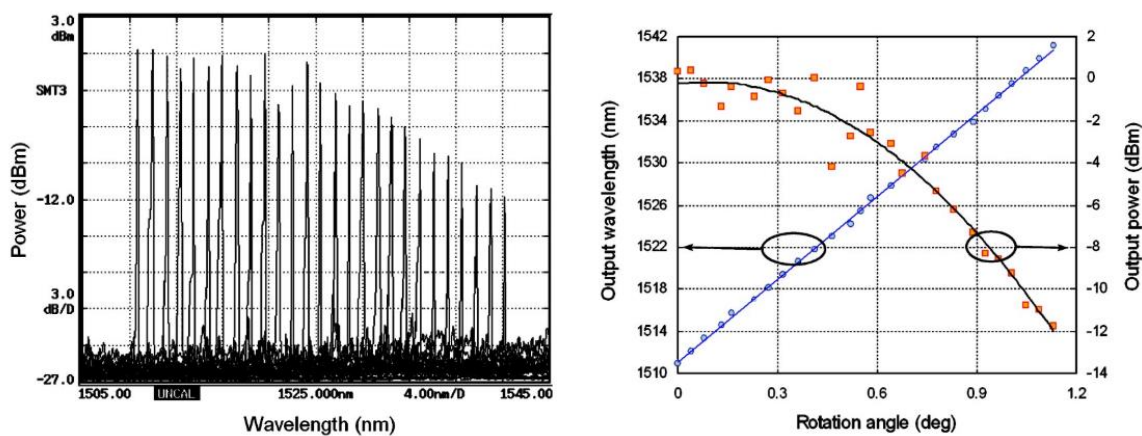 3.0
dBm
SMT3
-12.0
3.0
dB/D
-27.0
1505.00
UNCAL
1525.000nm
4.00nm/D
1545.00
Power (dBm)
Wavelength (nm)
1542
1538
1534
1530
1526
1522
1518
1514
1510
Output wavelength (nm)
0
0.3
0.6
0.9
1.2
Rotation angle (deg)
2
0
-2
-4
-6
-8
-10
-12
-14
Output power (dBm)